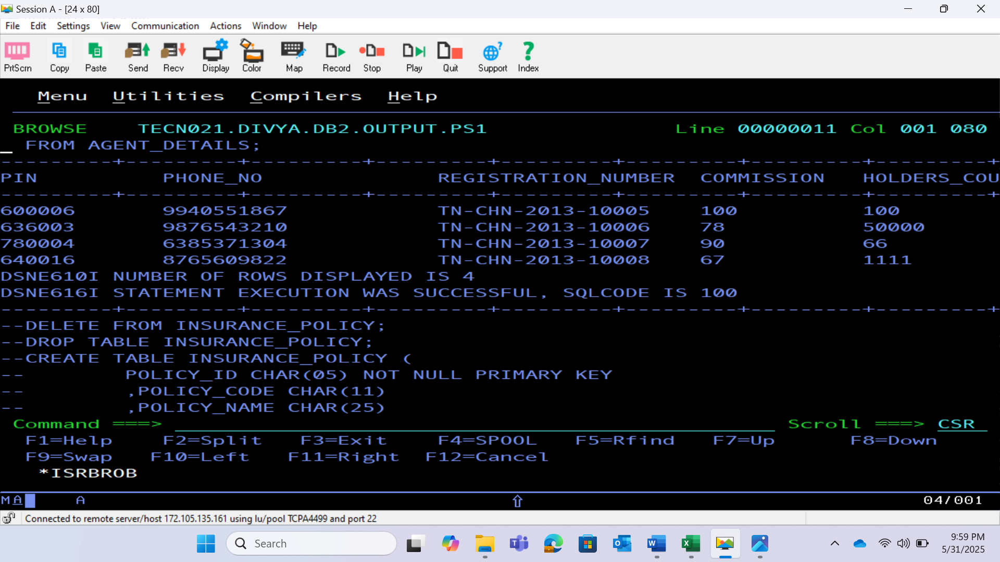 Session A - [24 x 80]
File Edit Settings View Communication Actions Window Help
PrtScrn Copy Paste Send Recv Display Color Map Record Stop Play Quit Support Index
Menu Utilities Compilers Help
BROWSE TECN021.DIVYA.DB2.OUTPUT.PS1 Line 00000011 Col 001 080
FROM AGENT_DETAILS;
---------+---------+---------+---------+---------+---------+---------+---------+
PIN PHONE_NO REGISTRATION_NUMBER COMMISSION HOLDERS_COU
---------+---------+---------+---------+---------+---------+---------+---------+
600006 9940551867 TN-CHN-2013-10005 100 100
636003 9876543210 TN-CHN-2013-10006 78 50000
780004 6385371304 TN-CHN-2013-10007 90 66
640016 8765609822 TN-CHN-2013-10008 67 1111
DSNE610I NUMBER OF ROWS DISPLAYED IS 4
DSNE616I STATEMENT EXECUTION WAS SUCCESSFUL, SQLCODE IS 100
---------+---------+---------+---------+---------+---------+---------+---------+
--DELETE FROM INSURANCE_POLICY;
--DROP TABLE INSURANCE_POLICY;
--CREATE TABLE INSURANCE_POLICY (
-- POLICY_ID CHAR(05) NOT NULL PRIMARY KEY
-- ,POLICY_CODE CHAR(11)
-- ,POLICY_NAME CHAR(25)
Command ===> Scroll ===> CSR
F1=Help F2=Split F3=Exit F4=SPOOL F5=Rfind F7=Up F8=Down
F9=Swap F10=Left F11=Right F12=Cancel
*ISRBROB
MA A 04/001
Connected to remote server/host 172.105.135.161 using lu/pool TCPA4499 and port 22
Search
9:59 PM
5/31/2025